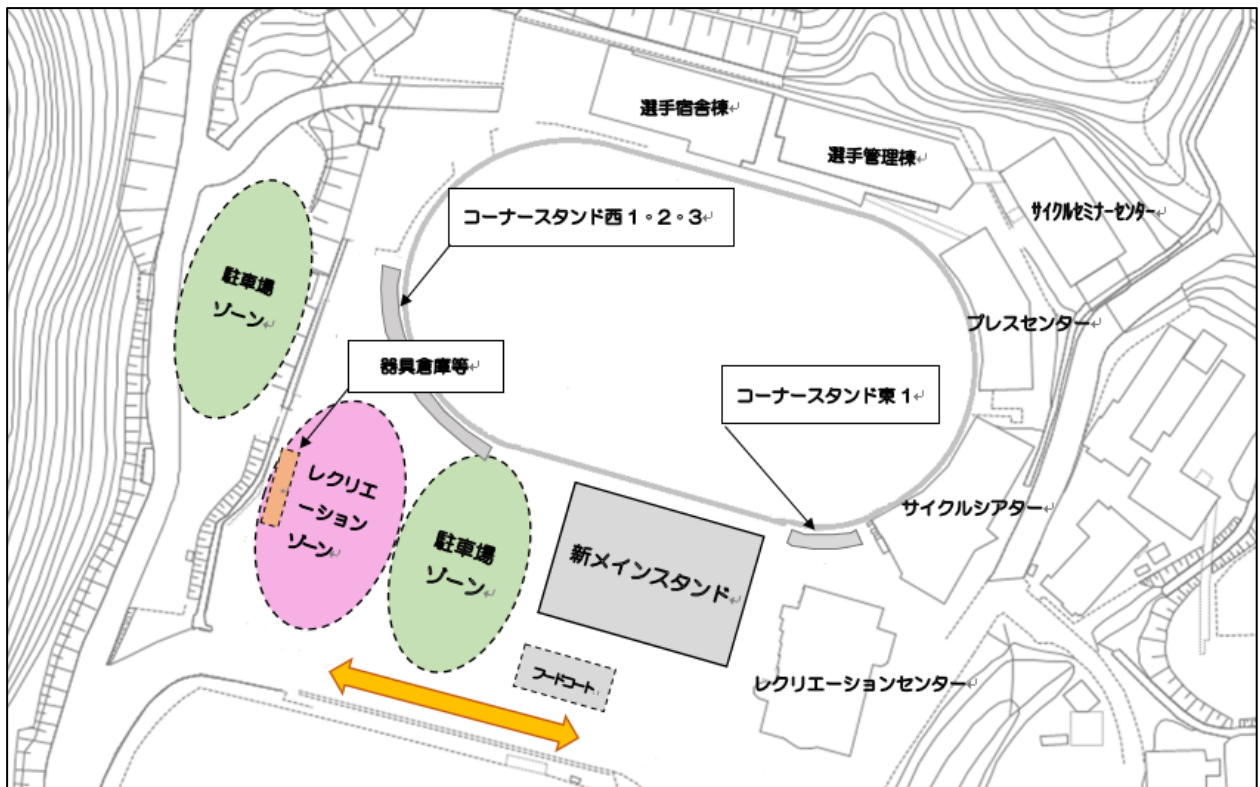 選手宿舎棟
選手管理棟
コーナースタンド西1・2・3
サイクルセミナーセンター
駐車場
ゾーン
プレスセンター
器具倉庫等
コーナースタンド東1
レクリエ
ーション
ゾーン
サイクルシアター
駐車場
ゾーン
新メインスタンド
フードコート
レクリエーションセンター